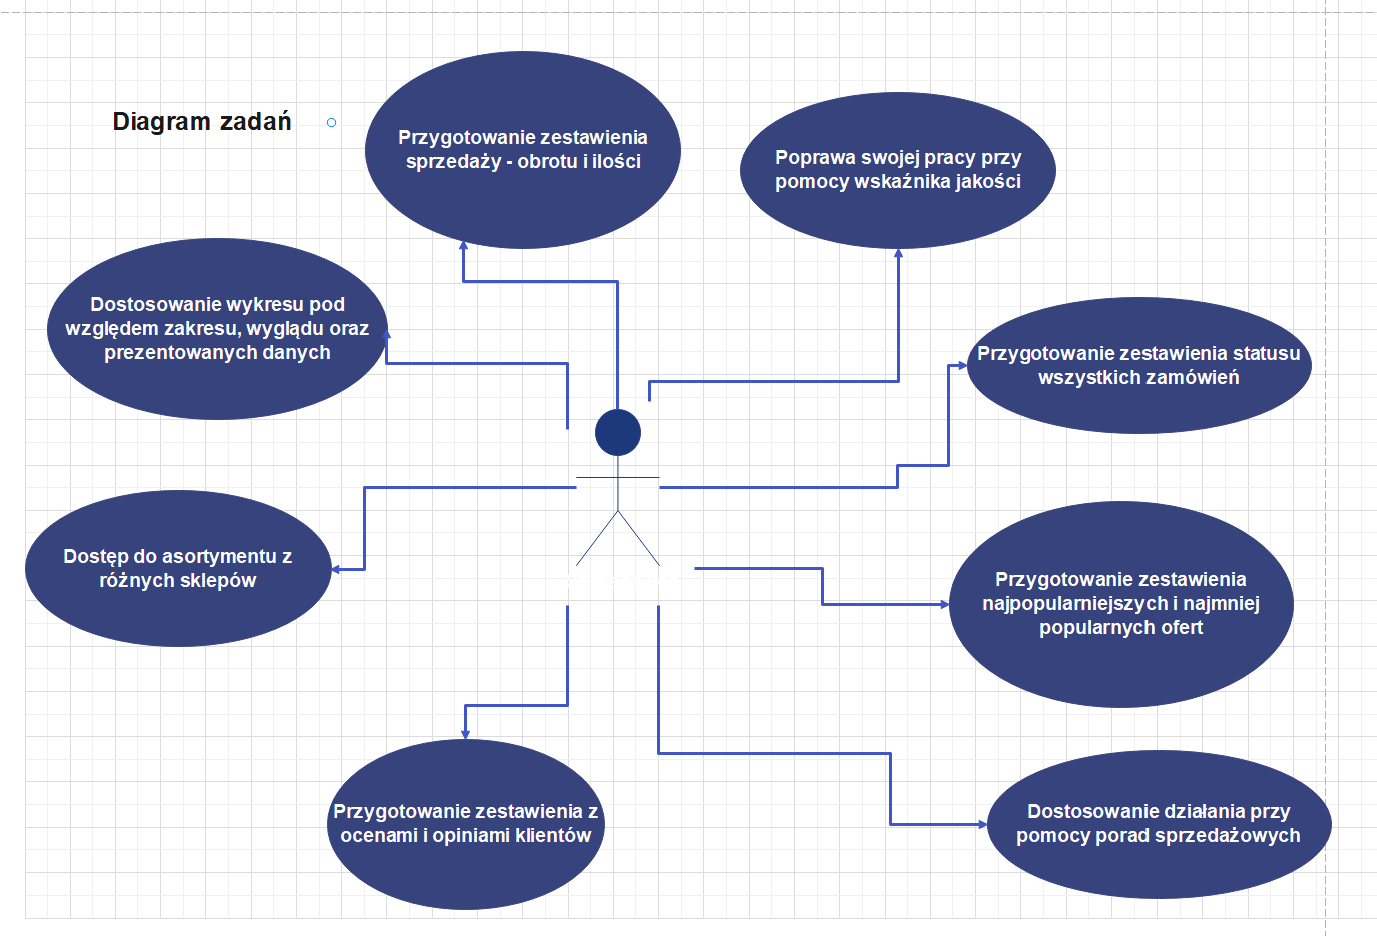 Diagram zadań
Przygotowanie zestawienia
sprzedaży - obrotu i ilości
Poprawa swojej pracy przy
pomocy wskaźnika jakości
Dostosowanie wykresu pod
względem zakresu, wyglądu oraz
prezentowanych danych
Przygotowanie zestawienia statusu
wszystkich zamówień
Dostęp do asortymentu z
różnych sklepów
Przygotowanie zestawienia
najpopularniejszych i najmniej
popularnych ofert
Przygotowanie zestawienia z
ocenami i opiniami klientów
Dostosowanie działania przy
pomocy porad sprzedażowych